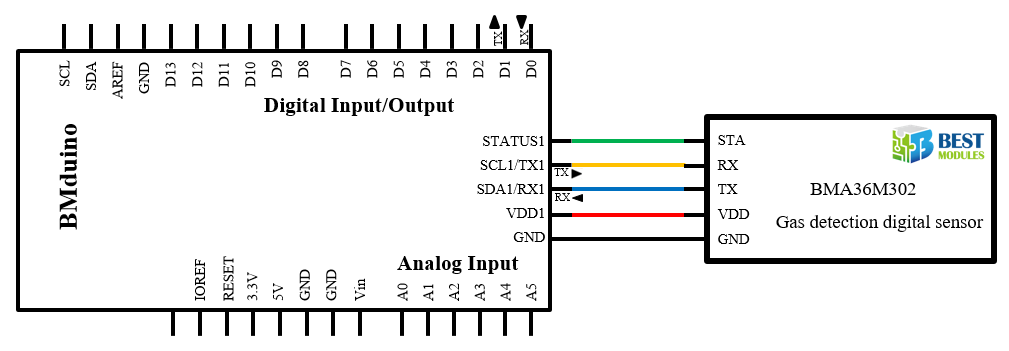 TX
RX
SCL
SDA
AREF
GND
D13
D12
D11
D10
D9
D8
D7
D6
D5
D4
D3
D2
D1
D0
Digital Input/Output
BMduino
STATUS1
SCL1/TX1
TX
SDA1/RX1
RX
VDD1
GND
Analog Input
IOREF
RESET
3.3V
5V
GND
GND
Vin
A0
A1
A2
A3
A4
A5
STA
RX
TX
VDD
GND
BEST
MODULES
BMA36M302
Gas detection digital sensor